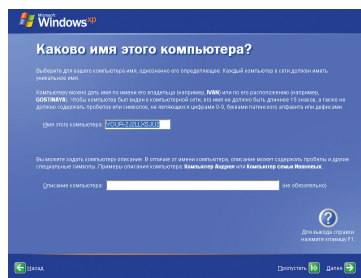 Microsoft
Windows xp
Каково имя этого компьютера?
Выберите для вашего компьютера имя, однозначно его определяющее. Каждый компьютер в сети должен иметь
уникальное имя.
Компьютеру можно дать имя по имени его владельца (например, IVAN) или по его расположению (например,
GOSTINAYA). Чтобы компьютер был виден в компьютерной сети, его имя не должно быть длиннее 15 знаков, а также не
должно содержать пробелов или символов, не являющихся цифрами 0-9, буквами латинского алфавита или дефисами.
Имя этого компьютера:
Вы можете задать компьютеру описание. В отличие от имени компьютера, описание может содержать пробелы и другие
специальные символы. Примеры описания компьютера: Компьютер Андрея или Компьютер семьи Ивановых.
Описание компьютера: (не обязательно)
Для вывода справки
нажмите клавишу F1
Назад Пропустить Далее